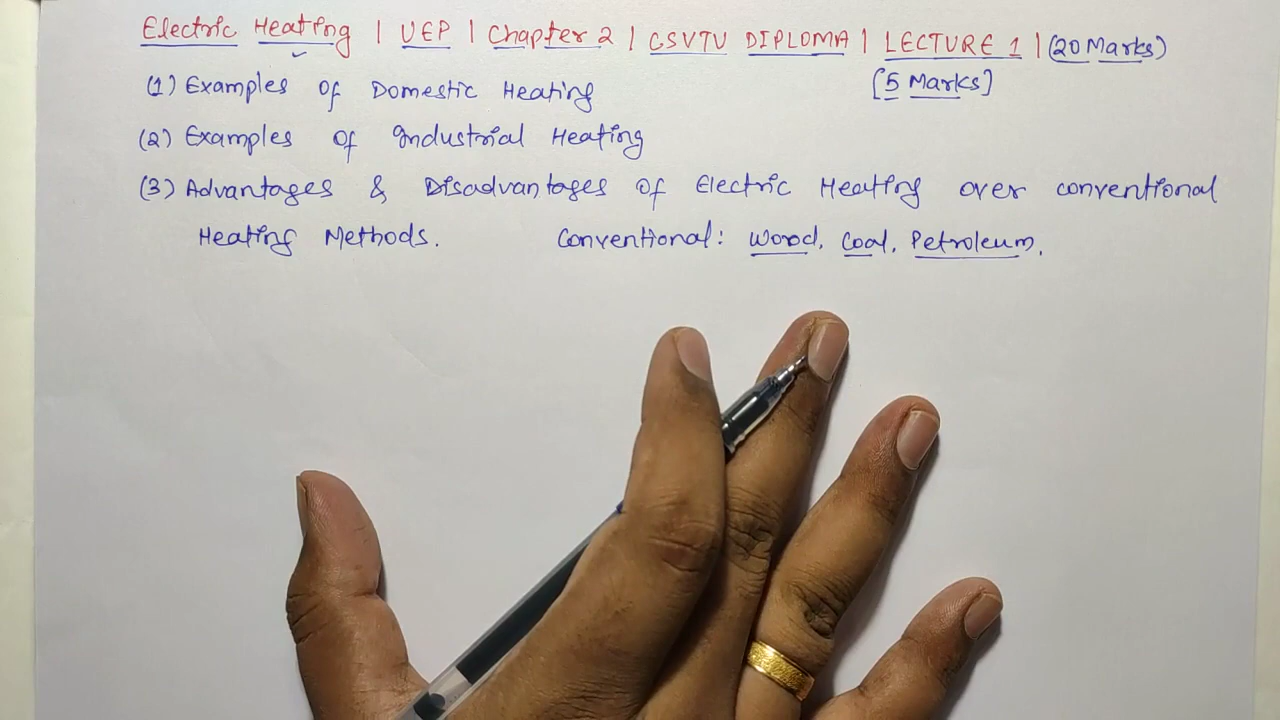 Electric Heating | UEP | Chapter 2 | CSVTU DIPLOMA | LECTURE 1 | (20 Marks)
(1) Examples of Domestic Heating [5 Marks]
(2) Examples of Industrial Heating
(3) Advantages & Disadvantages of Electric Heating over conventional
Heating Methods. Conventional: Wood, Coal, Petroleum.